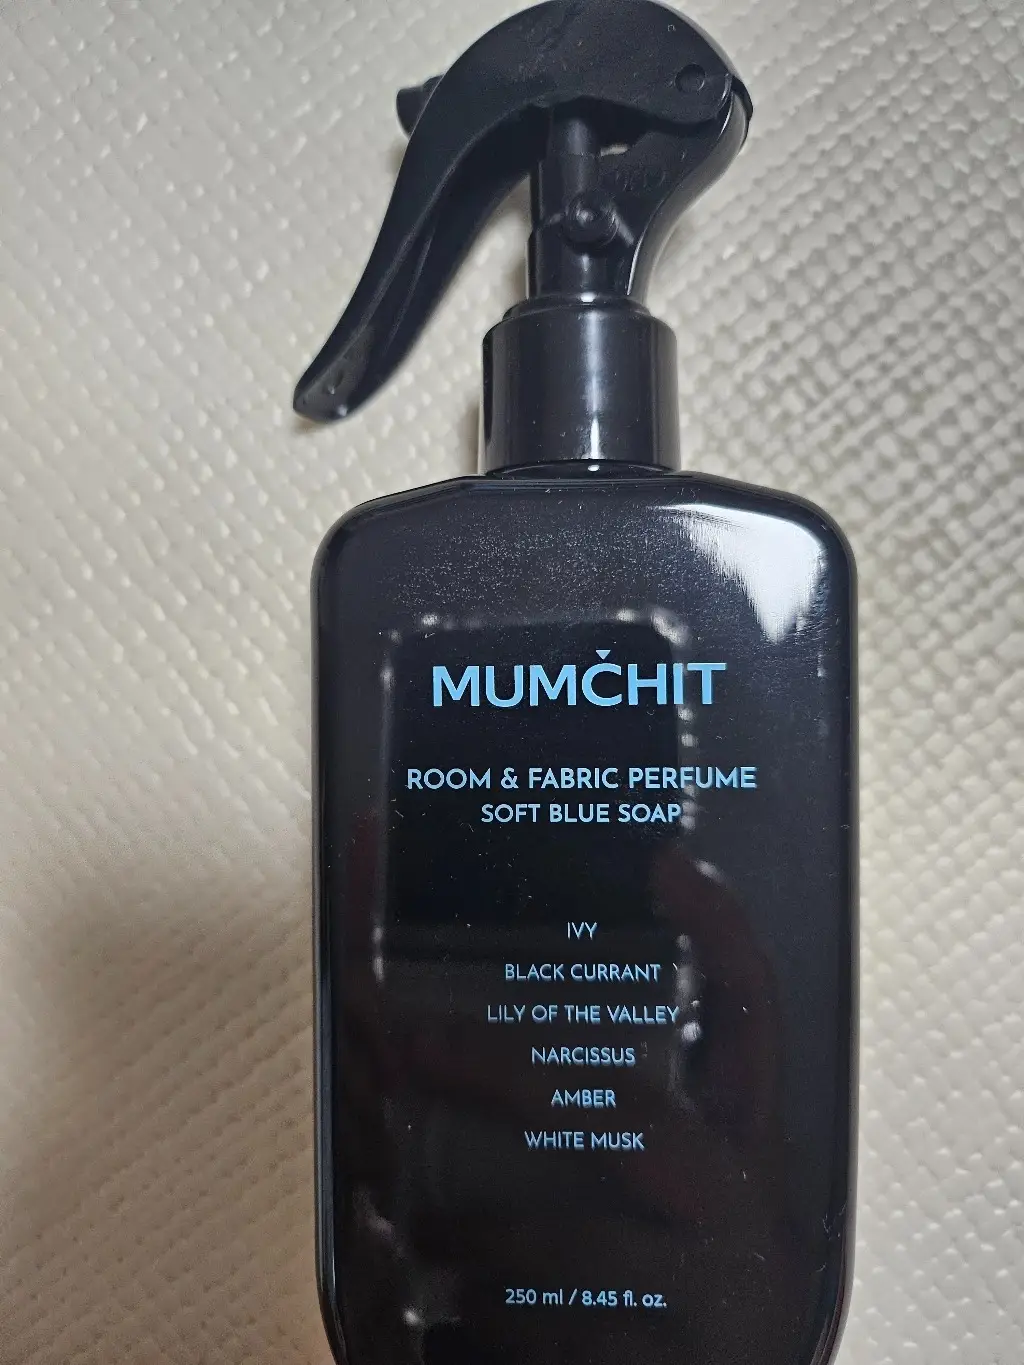 MUMČHIT
ROOM & FABRIC PERFUME
SOFT BLUE SOAP
IVY
BLACK CURRANT
LILY OF THE VALLEY
NARCISSUS
AMBER
WHITE MUSK
250 ml / 8.45 fl. oz.